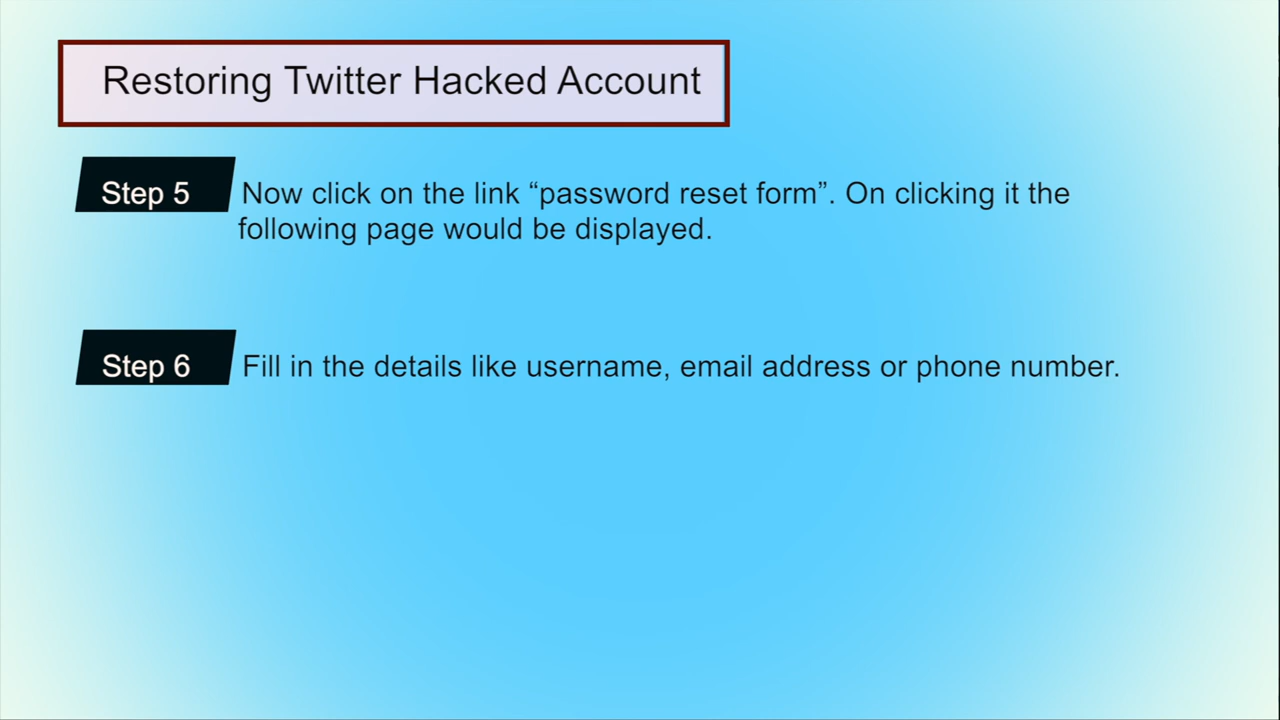 Restoring Twitter Hacked Account
Step 5 Now click on the link “password reset form”. On clicking it the
following page would be displayed.
Step 6 Fill in the details like username, email address or phone number.